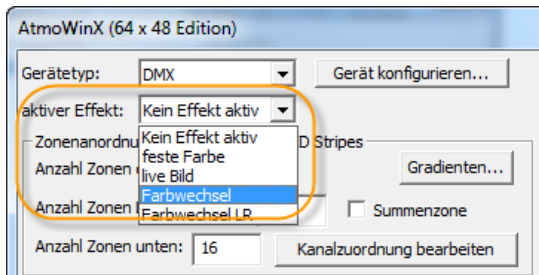 AtmoWinX (64 x 48 Edition)
Gerätetyp: DMX Gerät konfigurieren...
aktiver Effekt: Kein Effekt aktiv
Kein Effekt aktiv
feste Farbe
live Bild
Farbwechsel
Farbwechsel LR
Zonenanordnu D Stripes
Anzahl Zonen Gradienten...
Anzahl Zonen Summenzone
Anzahl Zonen unten: 16 Kanalzuordnung bearbeiten